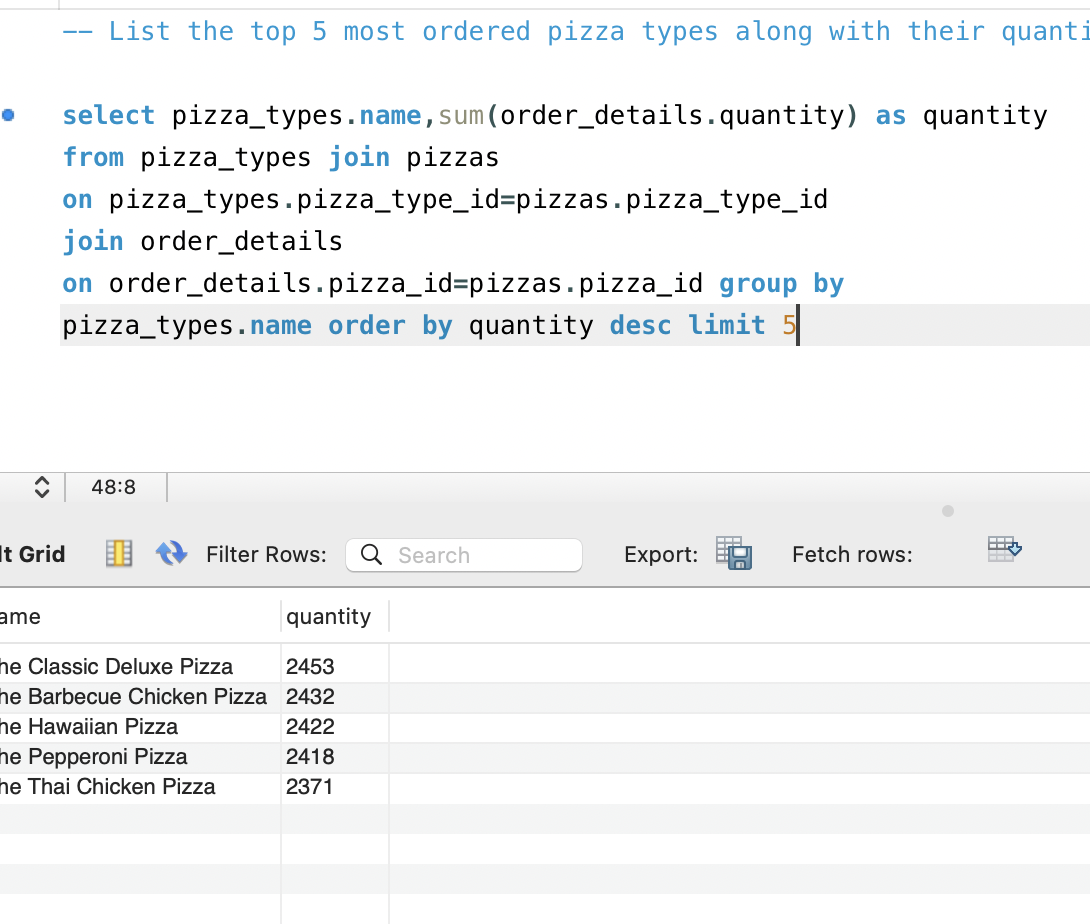 -- List the top 5 most ordered pizza types along with their quanti
select pizza_types.name,sum(order_details.quantity) as quantity
from pizza_types join pizzas
on pizza_types.pizza_type_id=pizzas.pizza_type_id
join order_details
on order_details.pizza_id=pizzas.pizza_id group by
pizza_types.name order by quantity desc limit 5
48:8
lt Grid Filter Rows: Search Export: Fetch rows:
ame quantity
he Classic Deluxe Pizza 2453
he Barbecue Chicken Pizza 2432
he Hawaiian Pizza 2422
he Pepperoni Pizza 2418
he Thai Chicken Pizza 2371